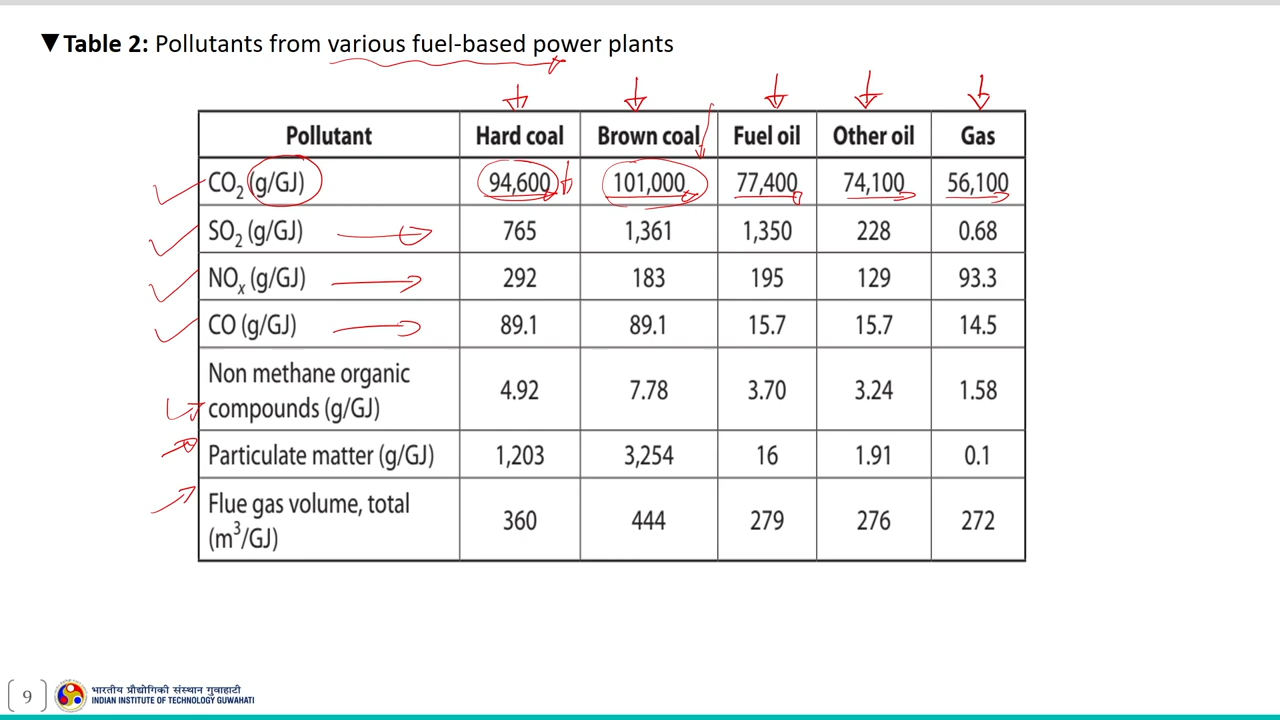 ▼Table 2: Pollutants from various fuel-based power plants
Pollutant Hard coal Brown coal Fuel oil Other oil Gas
CO₂ (g/GJ) 94,600 101,000 77,400 74,100 56,100
SO₂ (g/GJ) 765 1,361 1,350 228 0.68
NOₓ (g/GJ) 292 183 195 129 93.3
CO (g/GJ) 89.1 89.1 15.7 15.7 14.5
Non methane organic
compounds (g/GJ) 4.92 7.78 3.70 3.24 1.58
Particulate matter (g/GJ) 1,203 3,254 16 1.91 0.1
Flue gas volume, total
(m³/GJ) 360 444 279 276 272
9
भारतीय प्रौद्योगिकी संस्थान गुवाहाटी
INDIAN INSTITUTE OF TECHNOLOGY GUWAHATI